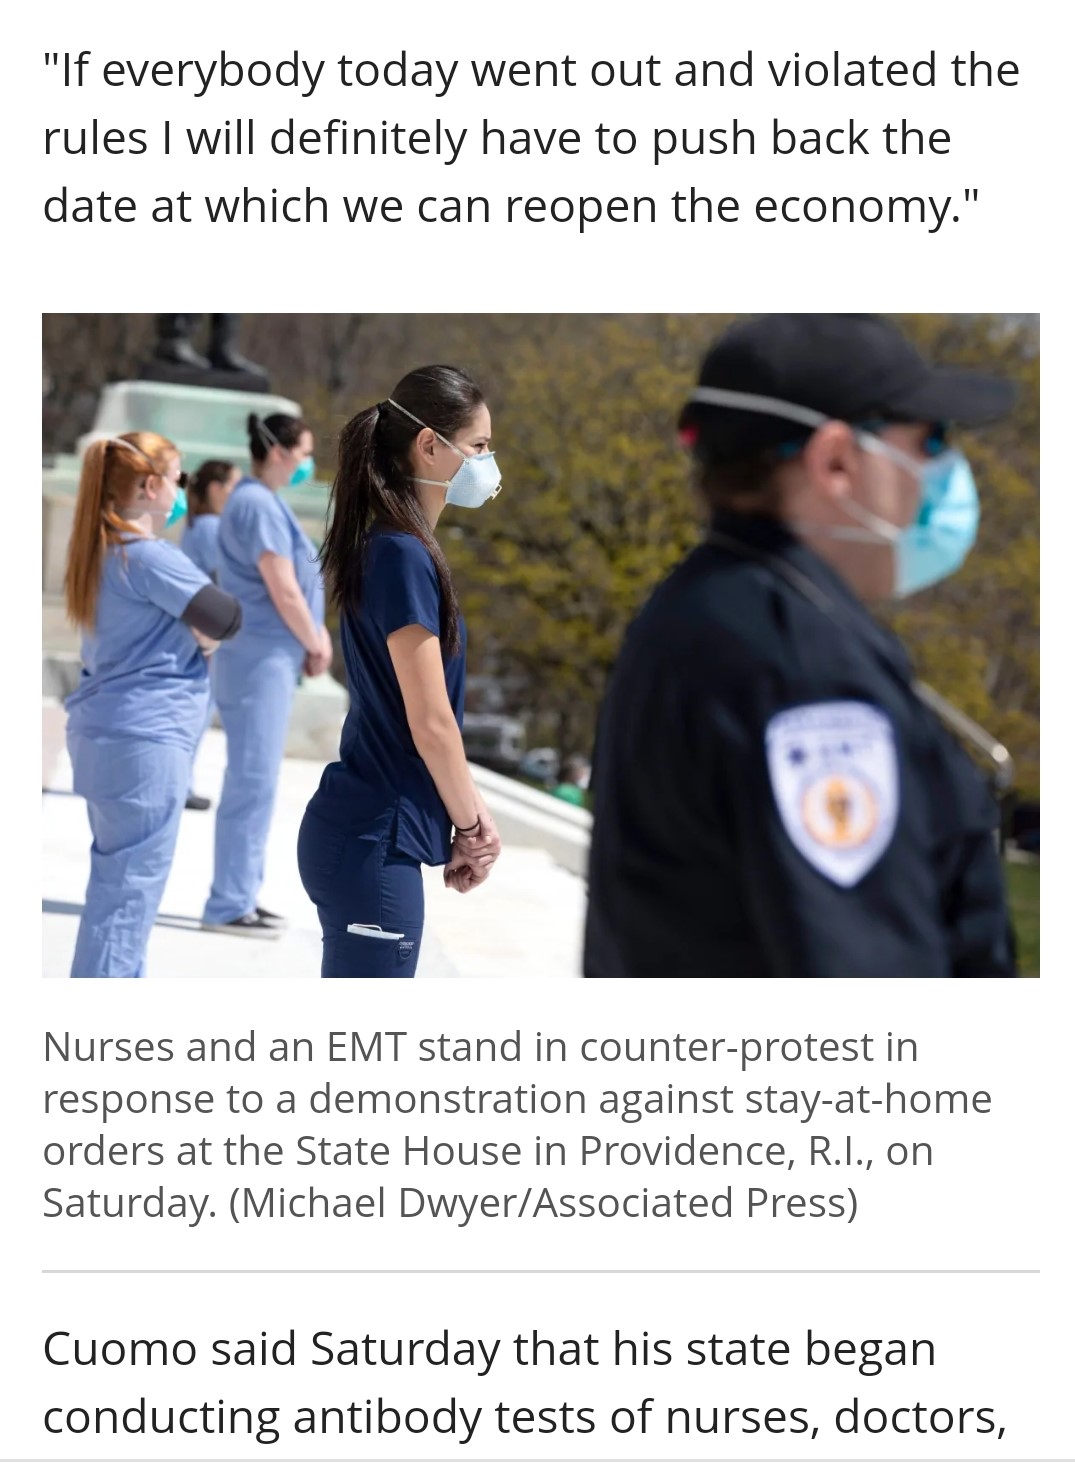 "If everybody today went out and violated the
rules I will definitely have to push back the
date at which we can reopen the economy."
Nurses and an EMT stand in counter-protest in
response to a demonstration against stay-at-home
orders at the State House in Providence, R.I., on
Saturday. (Michael Dwyer/Associated Press)
Cuomo said Saturday that his state began
conducting antibody tests of nurses, doctors,